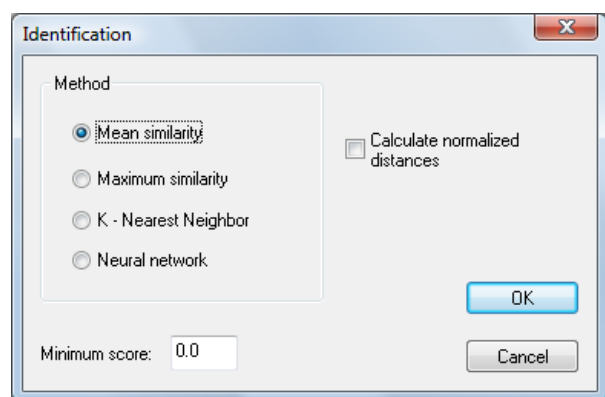 Identification
Method
Mean similarity
Maximum similarity
K - Nearest Neighbor
Neural network
Calculate normalized
distances
OK
Minimum score: 0.0
Cancel